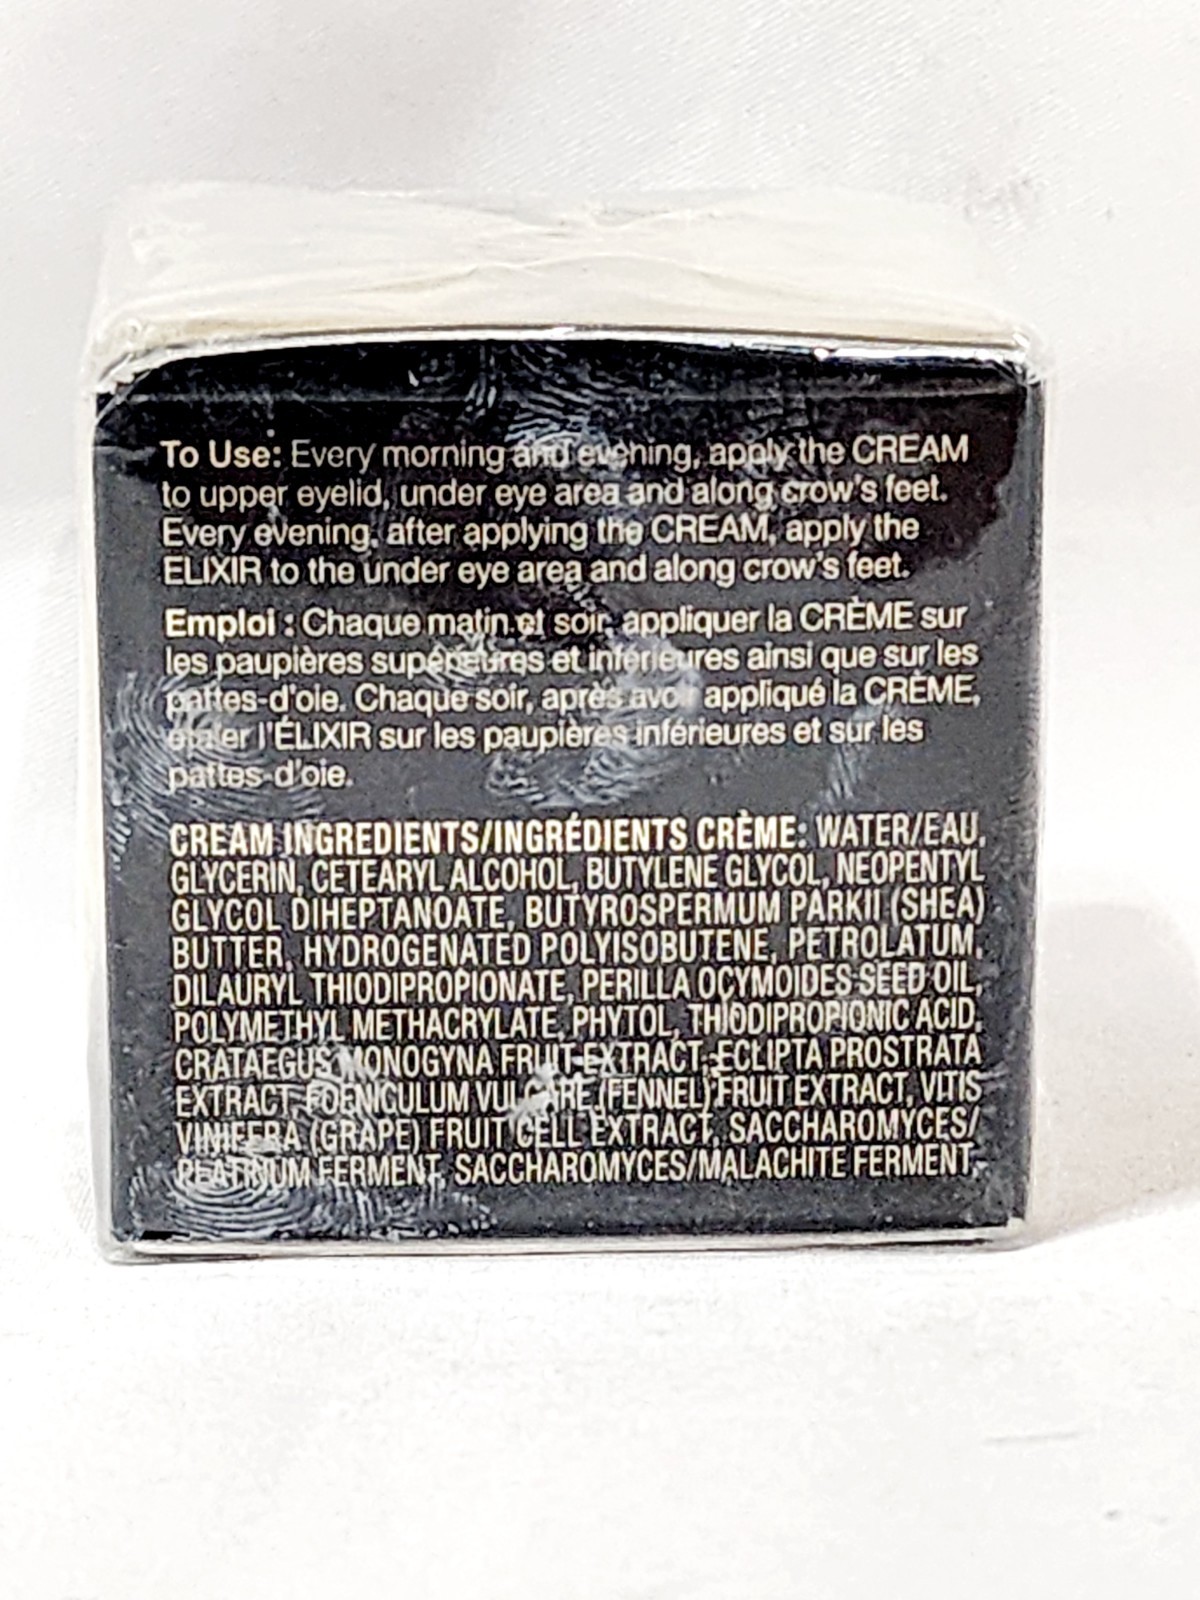 To Use: Every morning and evening, apply the CREAM
to upper eyelid, under eye area and along crow's feet.
Every evening, after applying the CREAM, apply the
ELIXIR to the under eye area and along crow's feet.
Emploi : Chaque matin et soir, appliquer la CRÈME sur
les paupières supérieures et inférieures ainsi que sur les
pattes-d'oie. Chaque soir, après avoir appliqué la CRÈME,
étaler l'ÉLIXIR sur les paupières inférieures et sur les
pattes-d'oie.
CREAM INGREDIENTS/INGRÉDIENTS CRÈME: WATER/EAU,
GLYCERIN, CETEARYL ALCOHOL, BUTYLENE GLYCOL, NEOPENTYL
GLYCOL DIHEPTANOATE, BUTYROSPERMUM PARKII (SHEA)
BUTTER, HYDROGENATED POLYISOBUTENE, PETROLATUM,
DILAURYL THIODIPROPIONATE, PERILLA OCYMOIDES SEED OIL,
POLYMETHYL METHACRYLATE, PHYTOL, THIODIPROPIONIC ACID,
CRATAEGUS MONOGYNA FRUIT EXTRACT, ECLIPTA PROSTRATA
EXTRACT, FOENICULUM VULGARE (FENNEL) FRUIT EXTRACT, VITIS
VINIFERA (GRAPE) FRUIT CELL EXTRACT, SACCHAROMYCES/
PLATINUM FERMENT, SACCHAROMYCES/MALACHITE FERMENT,